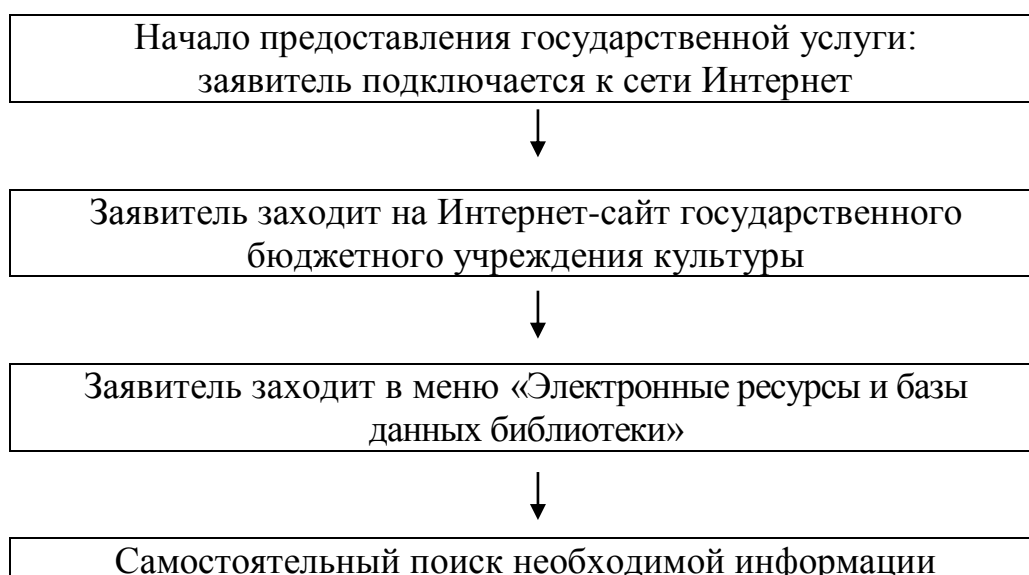 Начало предоставления государственной услуги:
заявитель подключается к сети Интернет
Заявитель заходит на Интернет-сайт государственного
бюджетного учреждения культуры
Заявитель заходит в меню «Электронные ресурсы и базы
данных библиотеки»
Самостоятельный поиск необходимой информации